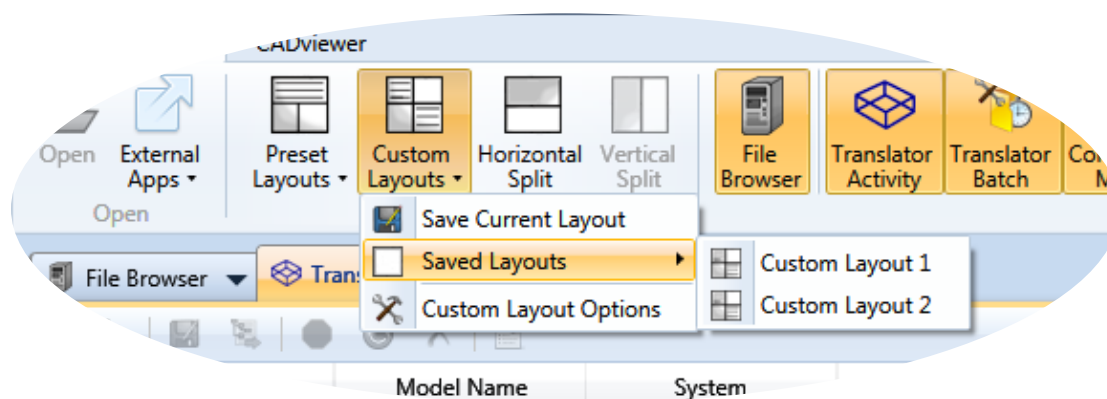 CADviewer
Open
External
Apps
Preset
Layouts
Custom
Layouts
Horizontal
Split
Vertical
Split
File
Browser
Translator
Activity
Translator
Batch
Open
Save Current Layout
Saved Layouts
Custom Layout Options
Custom Layout 1
Custom Layout 2
File Browser
Model Name
System